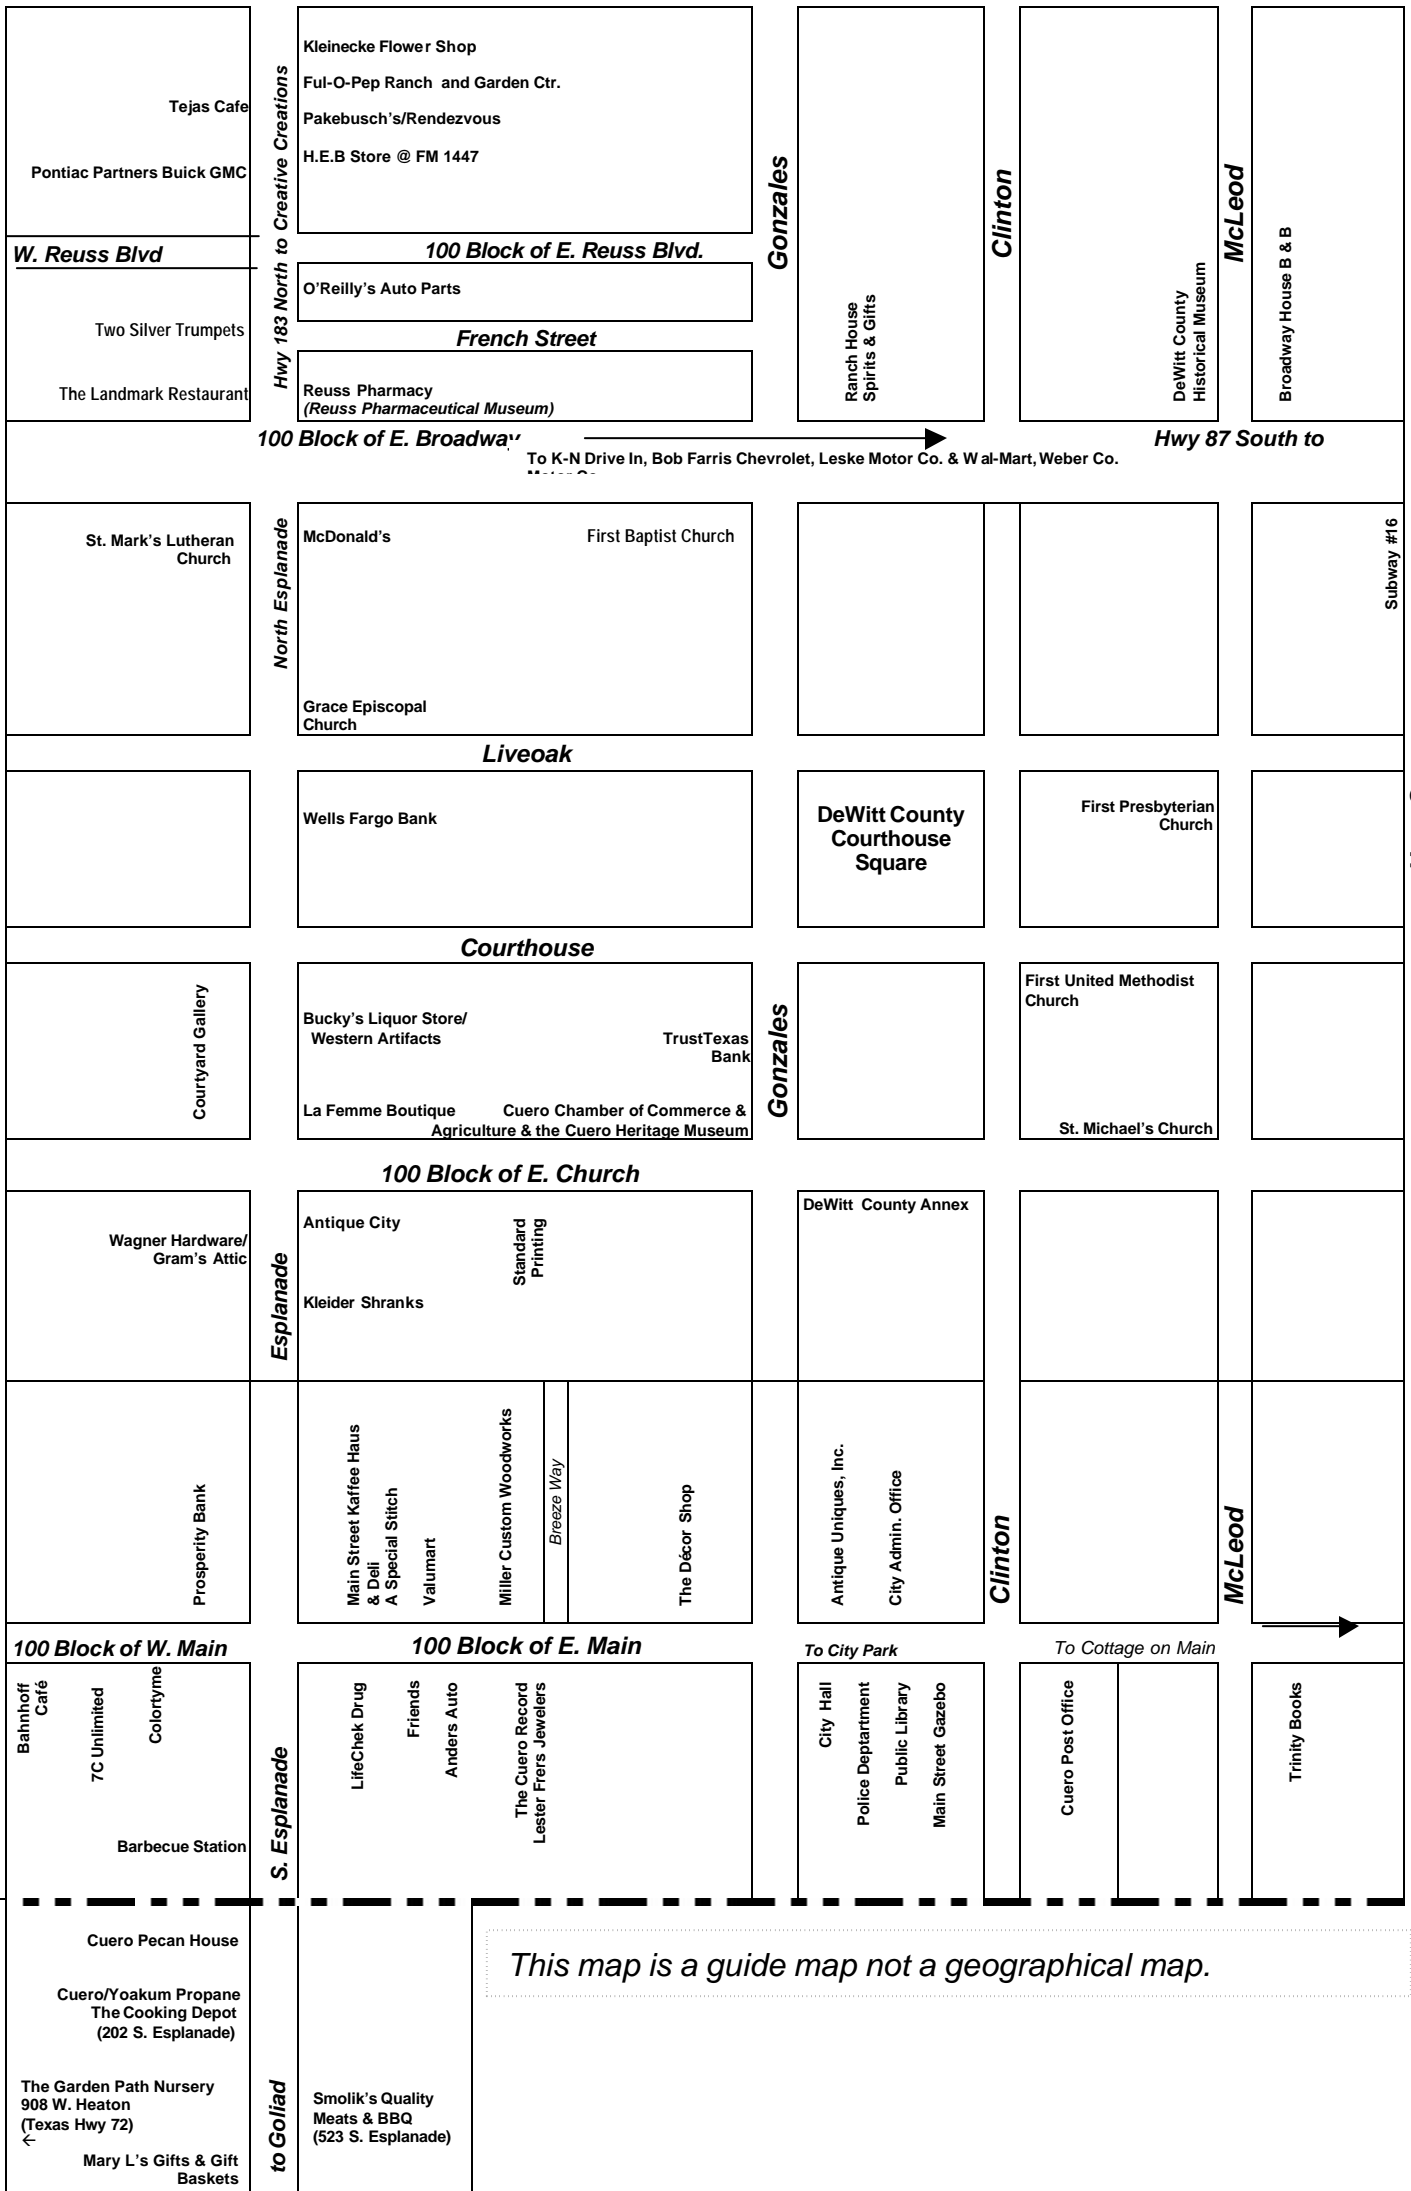 Kleinecke Flower Shop
Ful-O-Pep Ranch and Garden Ctr.
Tejas Cafe
Pakebusch's/Rendezvous
H.E.B Store @ FM 1447
Pontiac Partners Buick GMC
Hwy 183 North to Creative Creations
Gonzales
Clinton
McLeod
W. Reuss Blvd
100 Block of E. Reuss Blvd.
O'Reilly's Auto Parts
Two Silver Trumpets
French Street
The Landmark Restaurant
Reuss Pharmacy
(Reuss Pharmaceutical Museum)
Ranch House
Spirits & Gifts
DeWitt County
Historical Museum
Broadway House B & B
100 Block of E. Broadway
Hwy 87 South to
To K-N Drive In, Bob Farris Chevrolet, Leske Motor Co. & Wal-Mart, Weber Co.
St. Mark's Lutheran
Church
North Esplanade
McDonald's
First Baptist Church
Subway #16
Grace Episcopal
Church
Liveoak
Wells Fargo Bank
DeWitt County
Courthouse
Square
First Presbyterian
Church
Courthouse
Courtyard Gallery
Bucky's Liquor Store/
Western Artifacts
TrustTexas
Bank
Gonzales
First United Methodist
Church
La Femme Boutique
Cuero Chamber of Commerce &
Agriculture & the Cuero Heritage Museum
St. Michael's Church
100 Block of E. Church
Wagner Hardware/
Gram's Attic
Esplanade
Antique City
Standard
Printing
Kleider Shranks
DeWitt County Annex
Prosperity Bank
Main Street Kaffee Haus
& Deli
A Special Stitch
Valumart
Miller Custom Woodworks
Breeze Way
The Décor Shop
Antique Uniques, Inc.
City Admin. Office
Clinton
McLeod
100 Block of W. Main
100 Block of E. Main
To City Park
To Cottage on Main
Bahnhoff
Café
7C Unlimited
Colortyme
Barbecue Station
S. Esplanade
LifeChek Drug
Friends
Anders Auto
The Cuero Record
Lester Frers Jewelers
City Hall
Police Deptartment
Public Library
Main Street Gazebo
Cuero Post Office
Trinity Books
Cuero Pecan House
Cuero/Yoakum Propane
The Cooking Depot
(202 S. Esplanade)
The Garden Path Nursery
908 W. Heaton
(Texas Hwy 72)
←
Mary L's Gifts & Gift
Baskets
to Goliad
Smolik's Quality
Meats & BBQ
(523 S. Esplanade)
This map is a guide map not a geographical map.